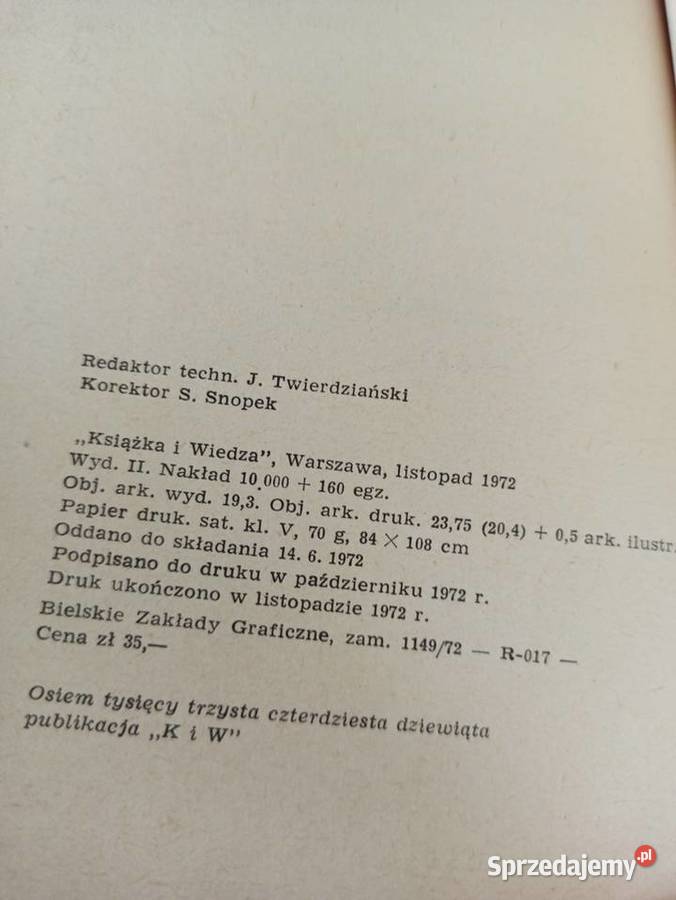 Redaktor techn. J. Twierdziański
Korektor S. Snopek
„Książka i Wiedza”, Warszawa, listopad 1972
Wyd. II. Nakład 10.000 + 160 egz.
Obj. ark. wyd. 19,3. Obj. ark. druk. 23,75 (20,4) + 0,5 ark. ilustr.
Papier druk. sat. kl. V, 70 g, 84 × 108 cm
Oddano do składania 14. 6. 1972
Podpisano do druku w październiku 1972 r.
Druk ukończono w listopadzie 1972 r.
Bielskie Zakłady Graficzne, zam. 1149/72 — R-017 —
Cena zł 35,—
Osiem tysięcy trzysta czterdziesta dziewiąta
publikacja „K i W”
Sprzedajemy.pl